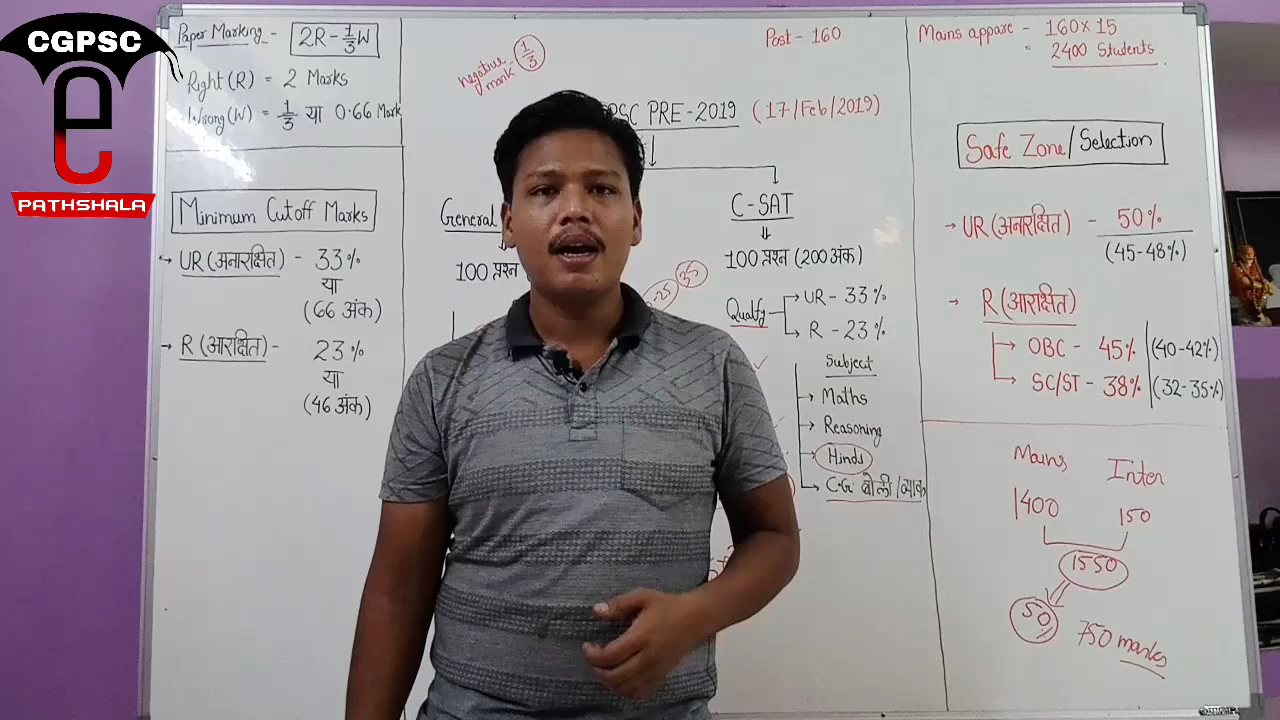 CGPSC
PATHSHALA
Paper Marking - 2R - 1/3 W
Right (R) = 2 Marks
Wrong (W) = 1/3 या 0.66 Mark
Minimum Cutoff Marks
UR (अनारक्षित) - 33%
या
(66 अंक)
R (आरक्षित) - 23%
या
(46 अंक)
negative mark - 1/3
Post - 160
PSC PRE - 2019 (17/Feb/2019)
General
100 प्रश्न
35
C-SAT
100 प्रश्न (200 अंक)
Qualfy
UR - 33%
R - 23%
Subject
Maths
Reasoning
Hindi
C.G बोली/व्याक
Mains appare - 160 x 15
= 2400 Students
Safe Zone/Selection
UR (अनारक्षित) - 50%
(45-48%)
R (आरक्षित)
OBC - 45% (40-42%)
SC/ST - 38% (32-35%)
Mains Inter
1400 150
1550
50
750 marks